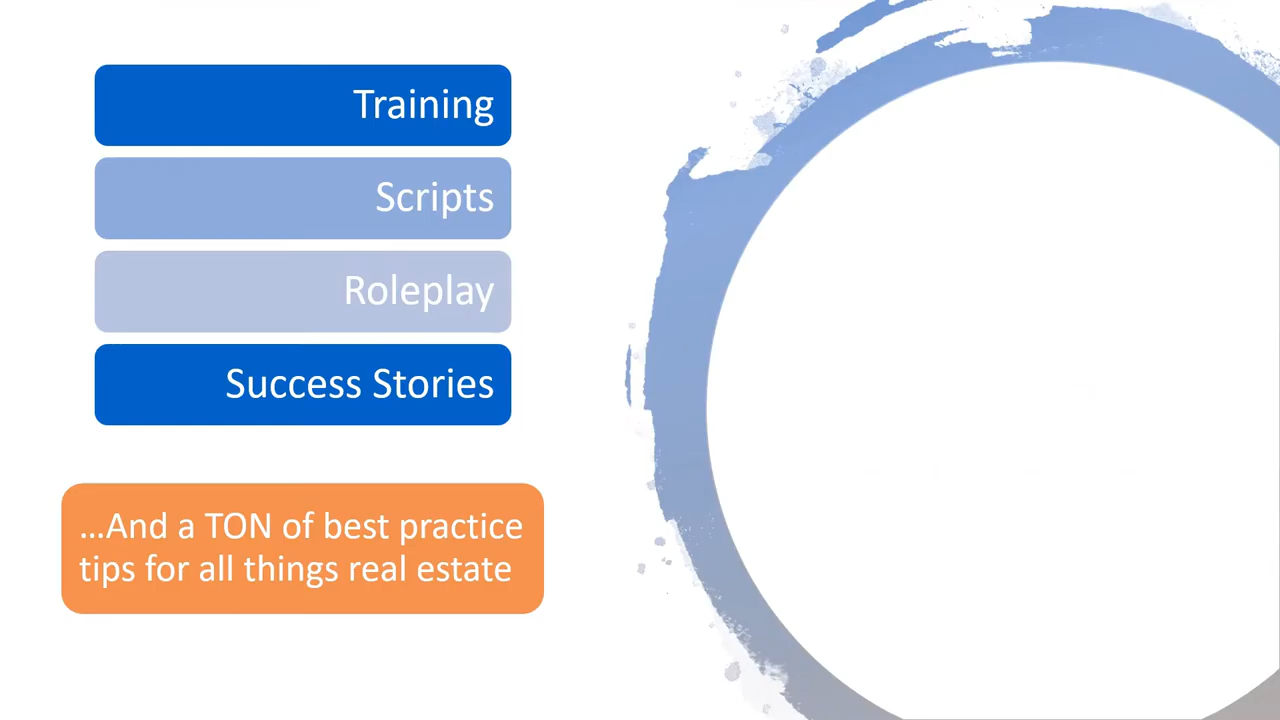 Training
Scripts
Roleplay
Success Stories
...And a TON of best practice
tips for all things real estate